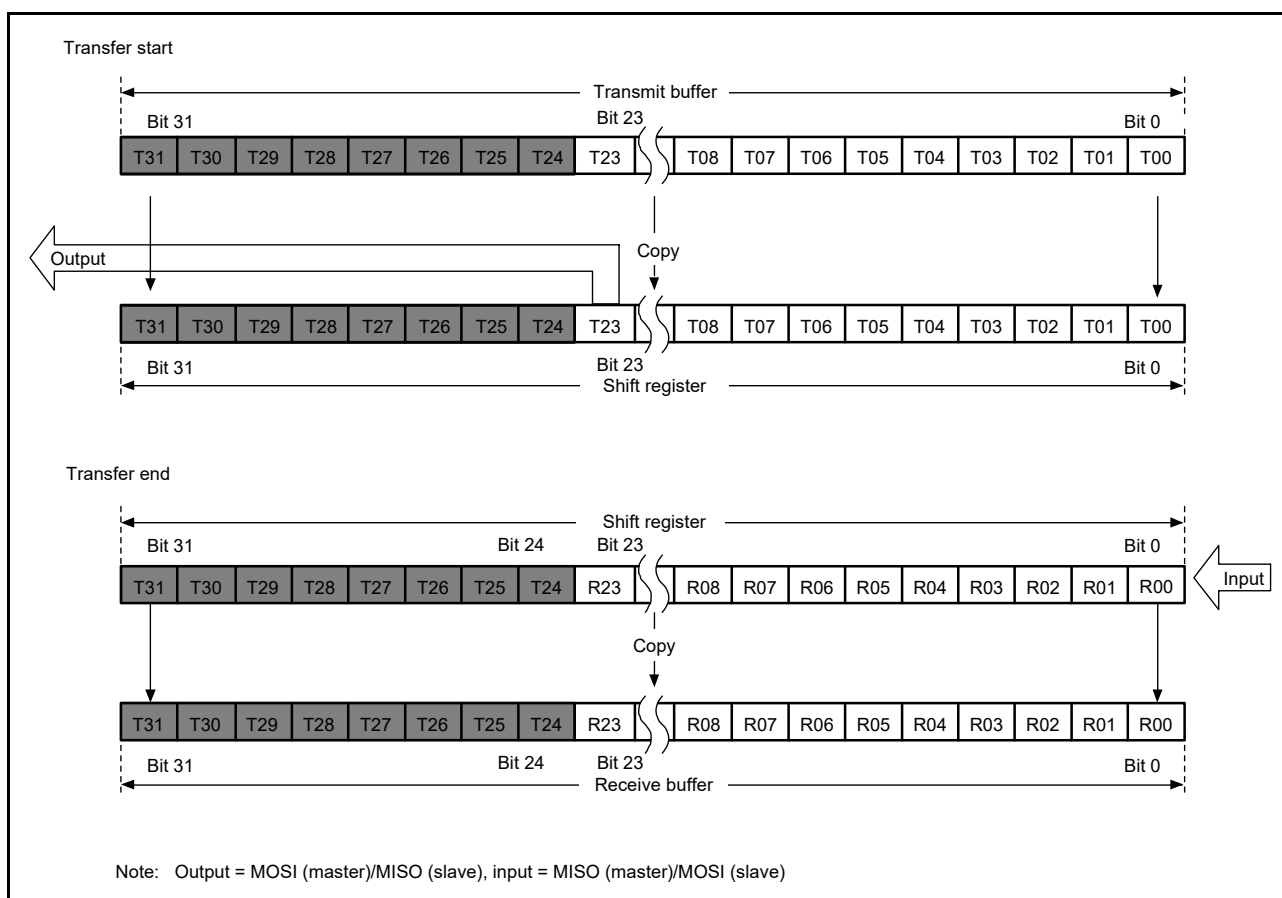 Transfer start
Transmit buffer
Bit 31 Bit 23 Bit 0
T31 T30 T29 T28 T27 T26 T25 T24 T23 T08 T07 T06 T05 T04 T03 T02 T01 T00
Copy
Output
T31 T30 T29 T28 T27 T26 T25 T24 T23 T08 T07 T06 T05 T04 T03 T02 T01 T00
Bit 31 Bit 23 Bit 0
Shift register
Transfer end
Shift register
Bit 31 Bit 24 Bit 23 Bit 0
T31 T30 T29 T28 T27 T26 T25 T24 R23 R08 R07 R06 R05 R04 R03 R02 R01 R00 Input
Copy
T31 T30 T29 T28 T27 T26 T25 T24 R23 R08 R07 R06 R05 R04 R03 R02 R01 R00
Bit 31 Bit 24 Bit 23 Bit 0
Receive buffer
Note: Output = MOSI (master)/MISO (slave), input = MISO (master)/MOSI (slave)